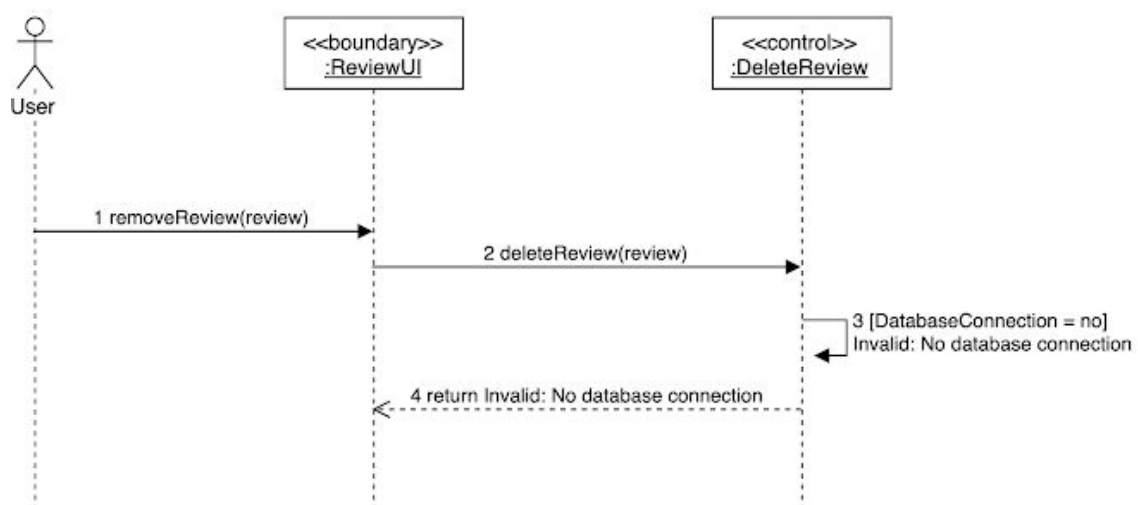 <<boundary>>
:ReviewUI
<<control>>
:DeleteReview
User
1 removeReview(review)
2 deleteReview(review)
3 [DatabaseConnection = no]
Invalid: No database connection
4 return Invalid: No database connection